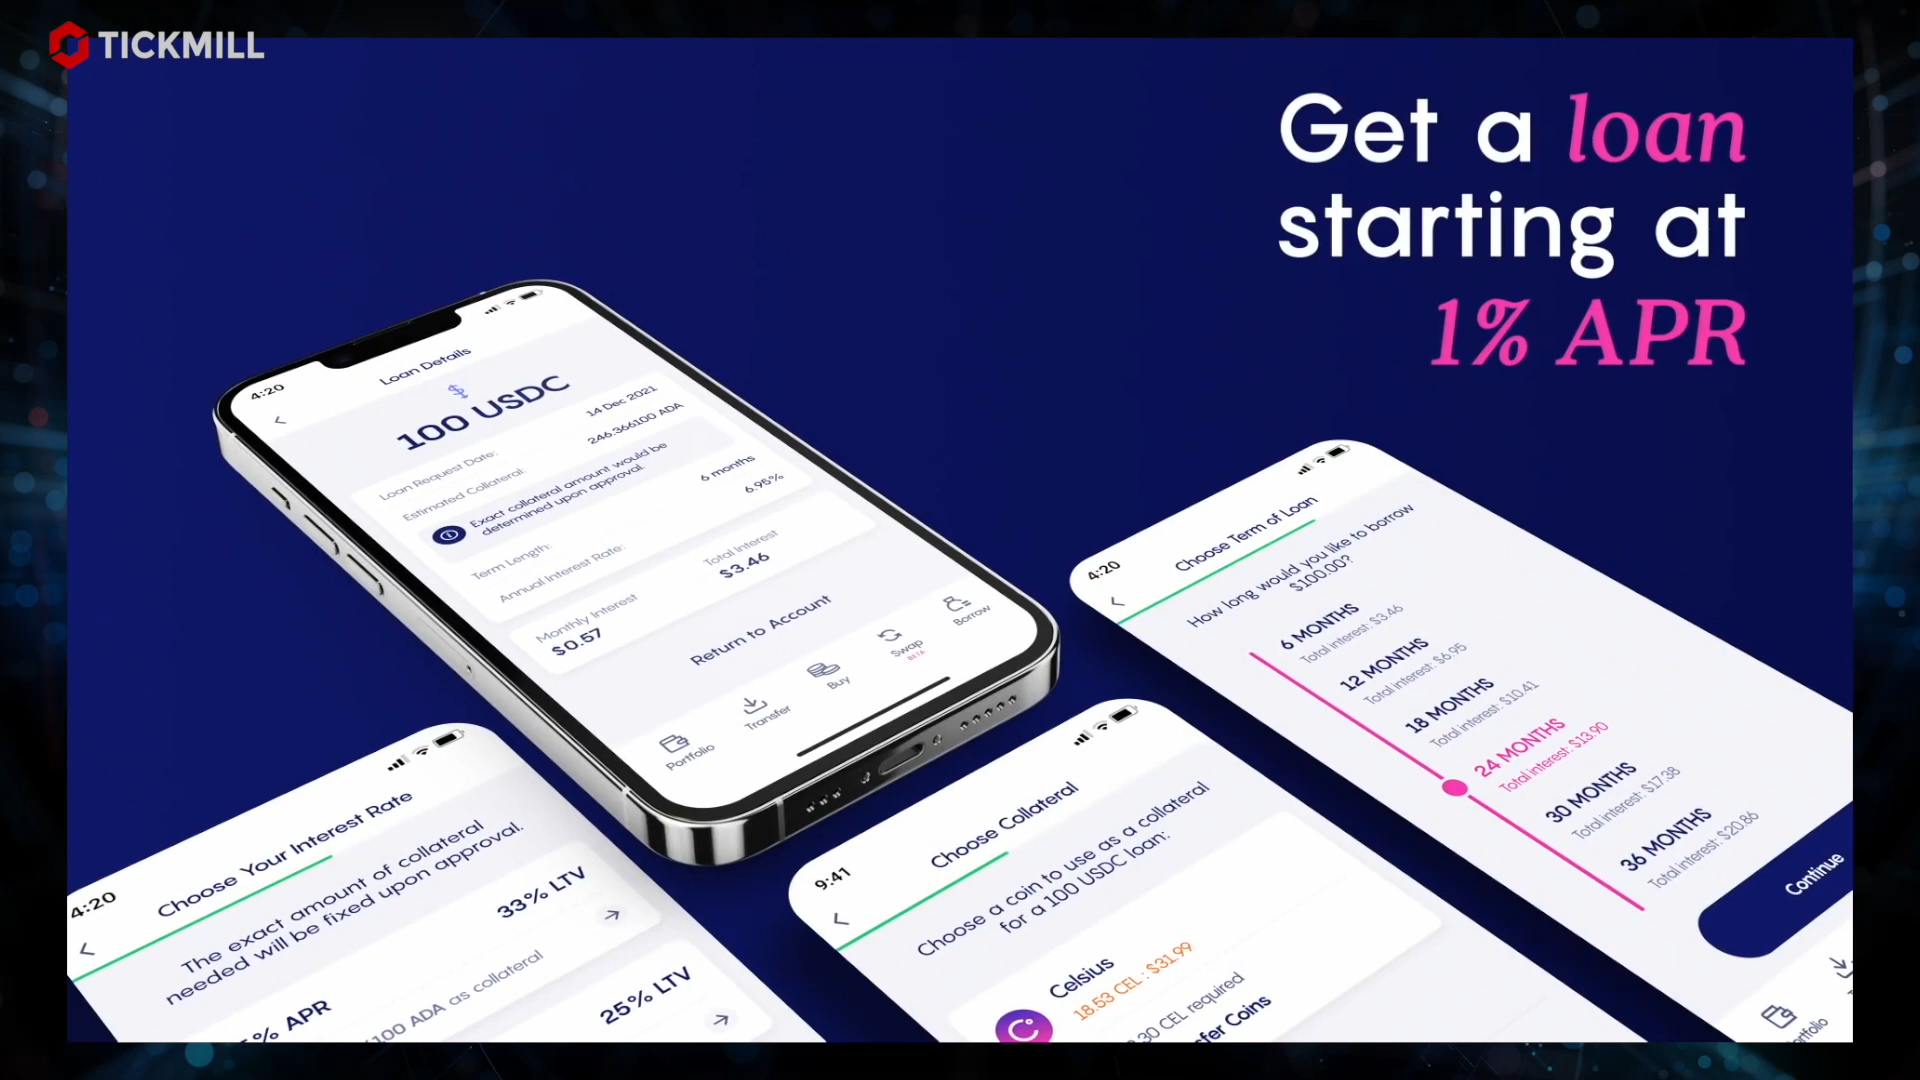 TICKMILL
Get a loan
starting at
1% APR
4:20
Loan Details
100 USDC
Loan Request Date:
14 Dec 2021
Estimated Collateral:
246.366100 ADA
Exact collateral amount would be
determined upon approval.
Term Length:
6 months
Annual Interest Rate:
6.95%
Monthly Interest
Total Interest
$0.57
$3.46
Return to Account
Portfolio
Transfer
Buy
Swap
BETA
Borrow
4:20
Choose Term of Loan
How long would you like to borrow
$100.00?
6 MONTHS
Total interest: $3.46
12 MONTHS
Total interest: $6.95
18 MONTHS
Total interest: $10.41
24 MONTHS
Total interest: $13.90
30 MONTHS
Total interest: $17.38
36 MONTHS
Total interest: $20.86
Continue
4:20
Choose Your Interest Rate
The exact amount of collateral
needed will be fixed upon approval.
% APR
33% LTV
100 ADA as collateral
25% LTV
9:41
Choose Collateral
Choose a coin to use as a collateral
for a 100 USDC loan:
Celsius
18.53 CEL : $31.99
30 CEL required
sfer Coins